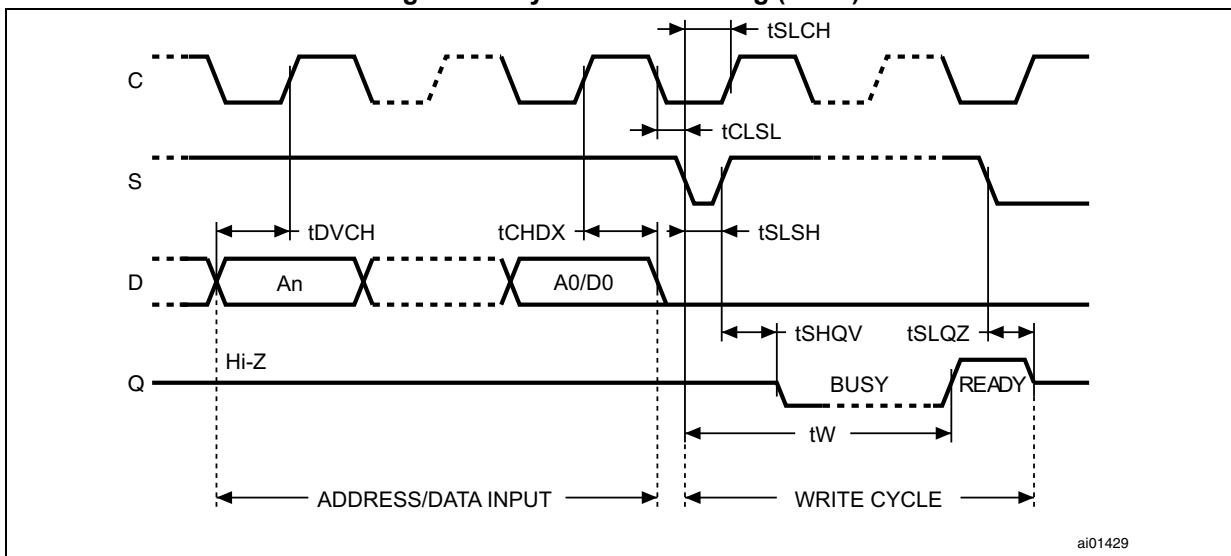 tSLCH
C
tCLSL
S
tDVCH
tCHDX
tSLSH
D
An
A0/D0
tSHQV
tSLQZ
Hi-Z
Q
BUSY
READY
tW
ADDRESS/DATA INPUT
WRITE CYCLE
ai01429